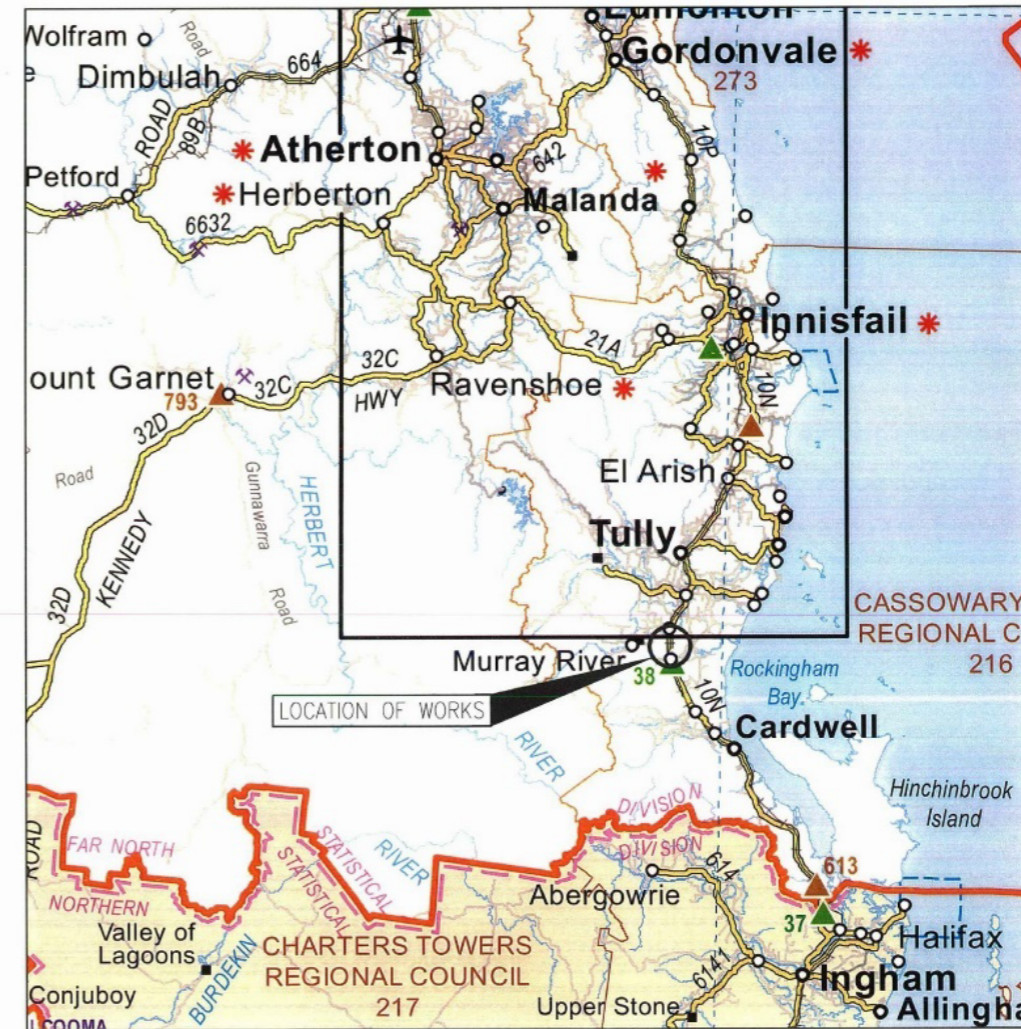 Edmonton
Wolfram
Road
Gordonvale
273
Dimbulah
664
ROAD
89B
10P
Atherton
642
Petford
Herberton
Malanda
6632
Innisfail
21A
32C
ount Garnet
32C
HWY
Ravenshoe
793
10N
32D
Road
Gunnawarra
Road
HERBERT
El Arish
KENNEDY
Tully
32D
CASSOWARY
REGIONAL C
216
Murray River
38
Rockingham
Bay
10N
LOCATION OF WORKS
Cardwell
RIVER
Hinchinbrook
Island
DIVISION
DIVISION
STATISTICAL
STATISTICAL
RIVER
ROAD
FAR NORTH
NORTHERN
614
613
Abergowrie
37
Valley of
Lagoons
CHARTERS TOWERS
REGIONAL COUNCIL
217
Halifax
6141
BURDEKIN
Ingham
Conjuboy
Upper Stone
Allingha
COOMA